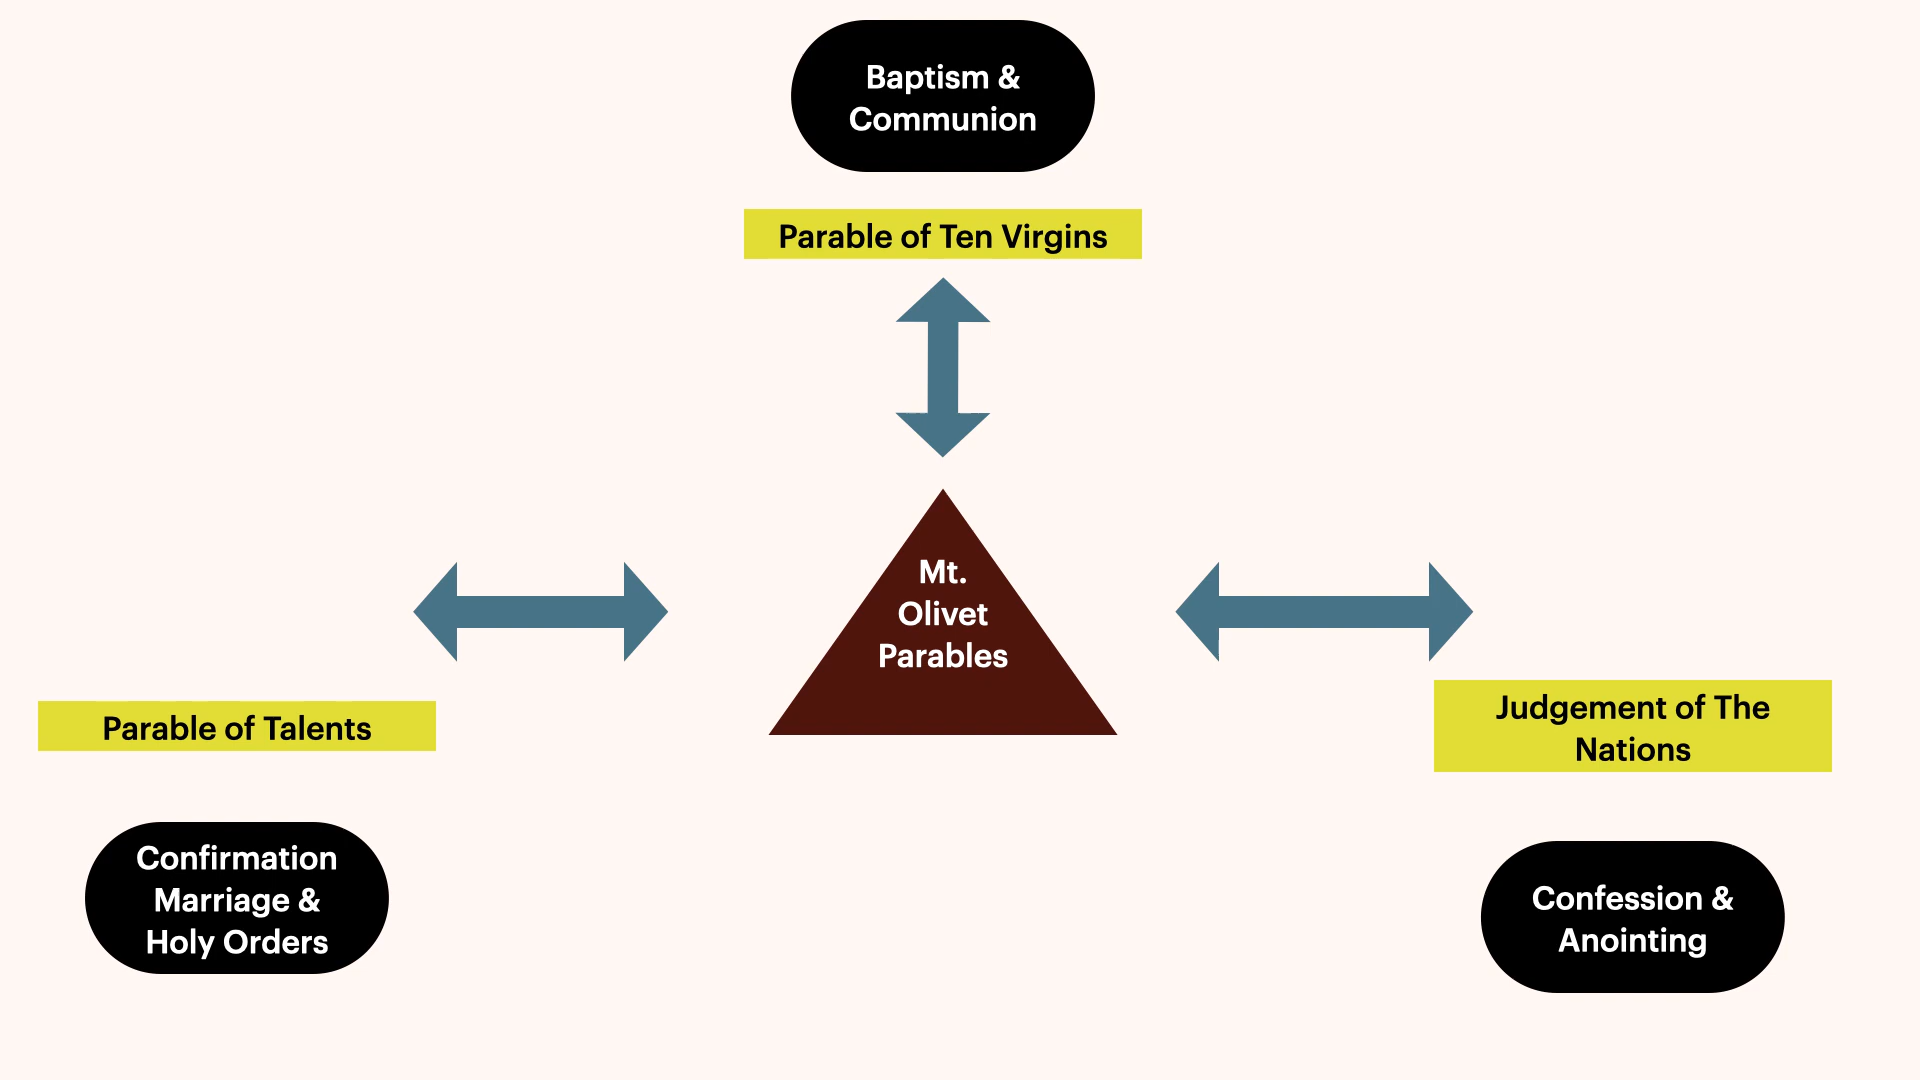 Baptism &
Communion
Parable of Ten Virgins
Mt.
Olivet
Parables
Parable of Talents
Confirmation
Marriage &
Holy Orders
Judgement of The
Nations
Confession &
Anointing